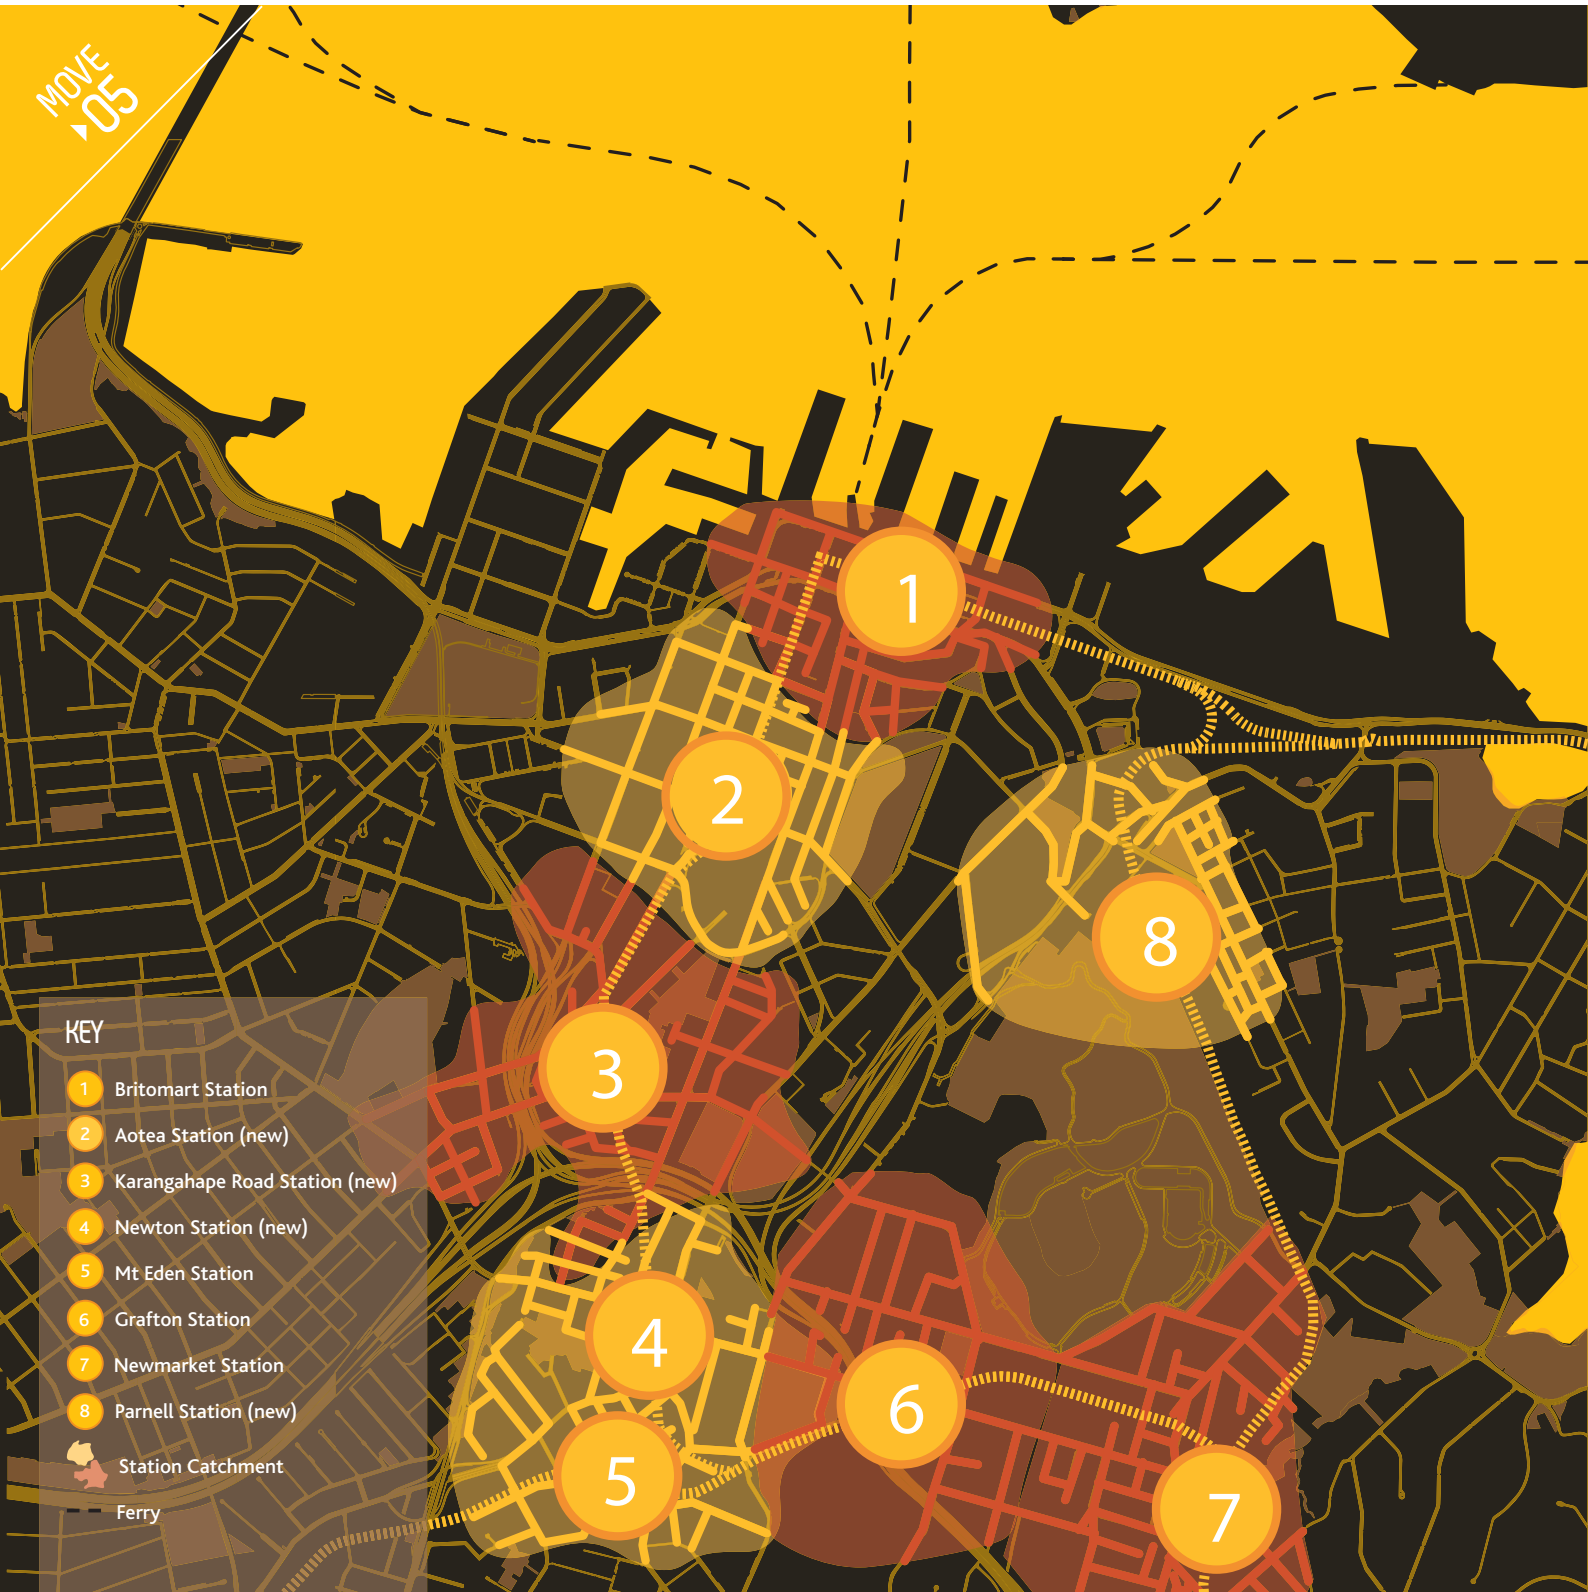 MOVE
05
1
2
8
3
4
6
5
7
KEY
1 Britomart Station
2 Aotea Station (new)
3 Karangahape Road Station (new)
4 Newton Station (new)
5 Mt Eden Station
6 Grafton Station
7 Newmarket Station
8 Parnell Station (new)
Station Catchment
Ferry